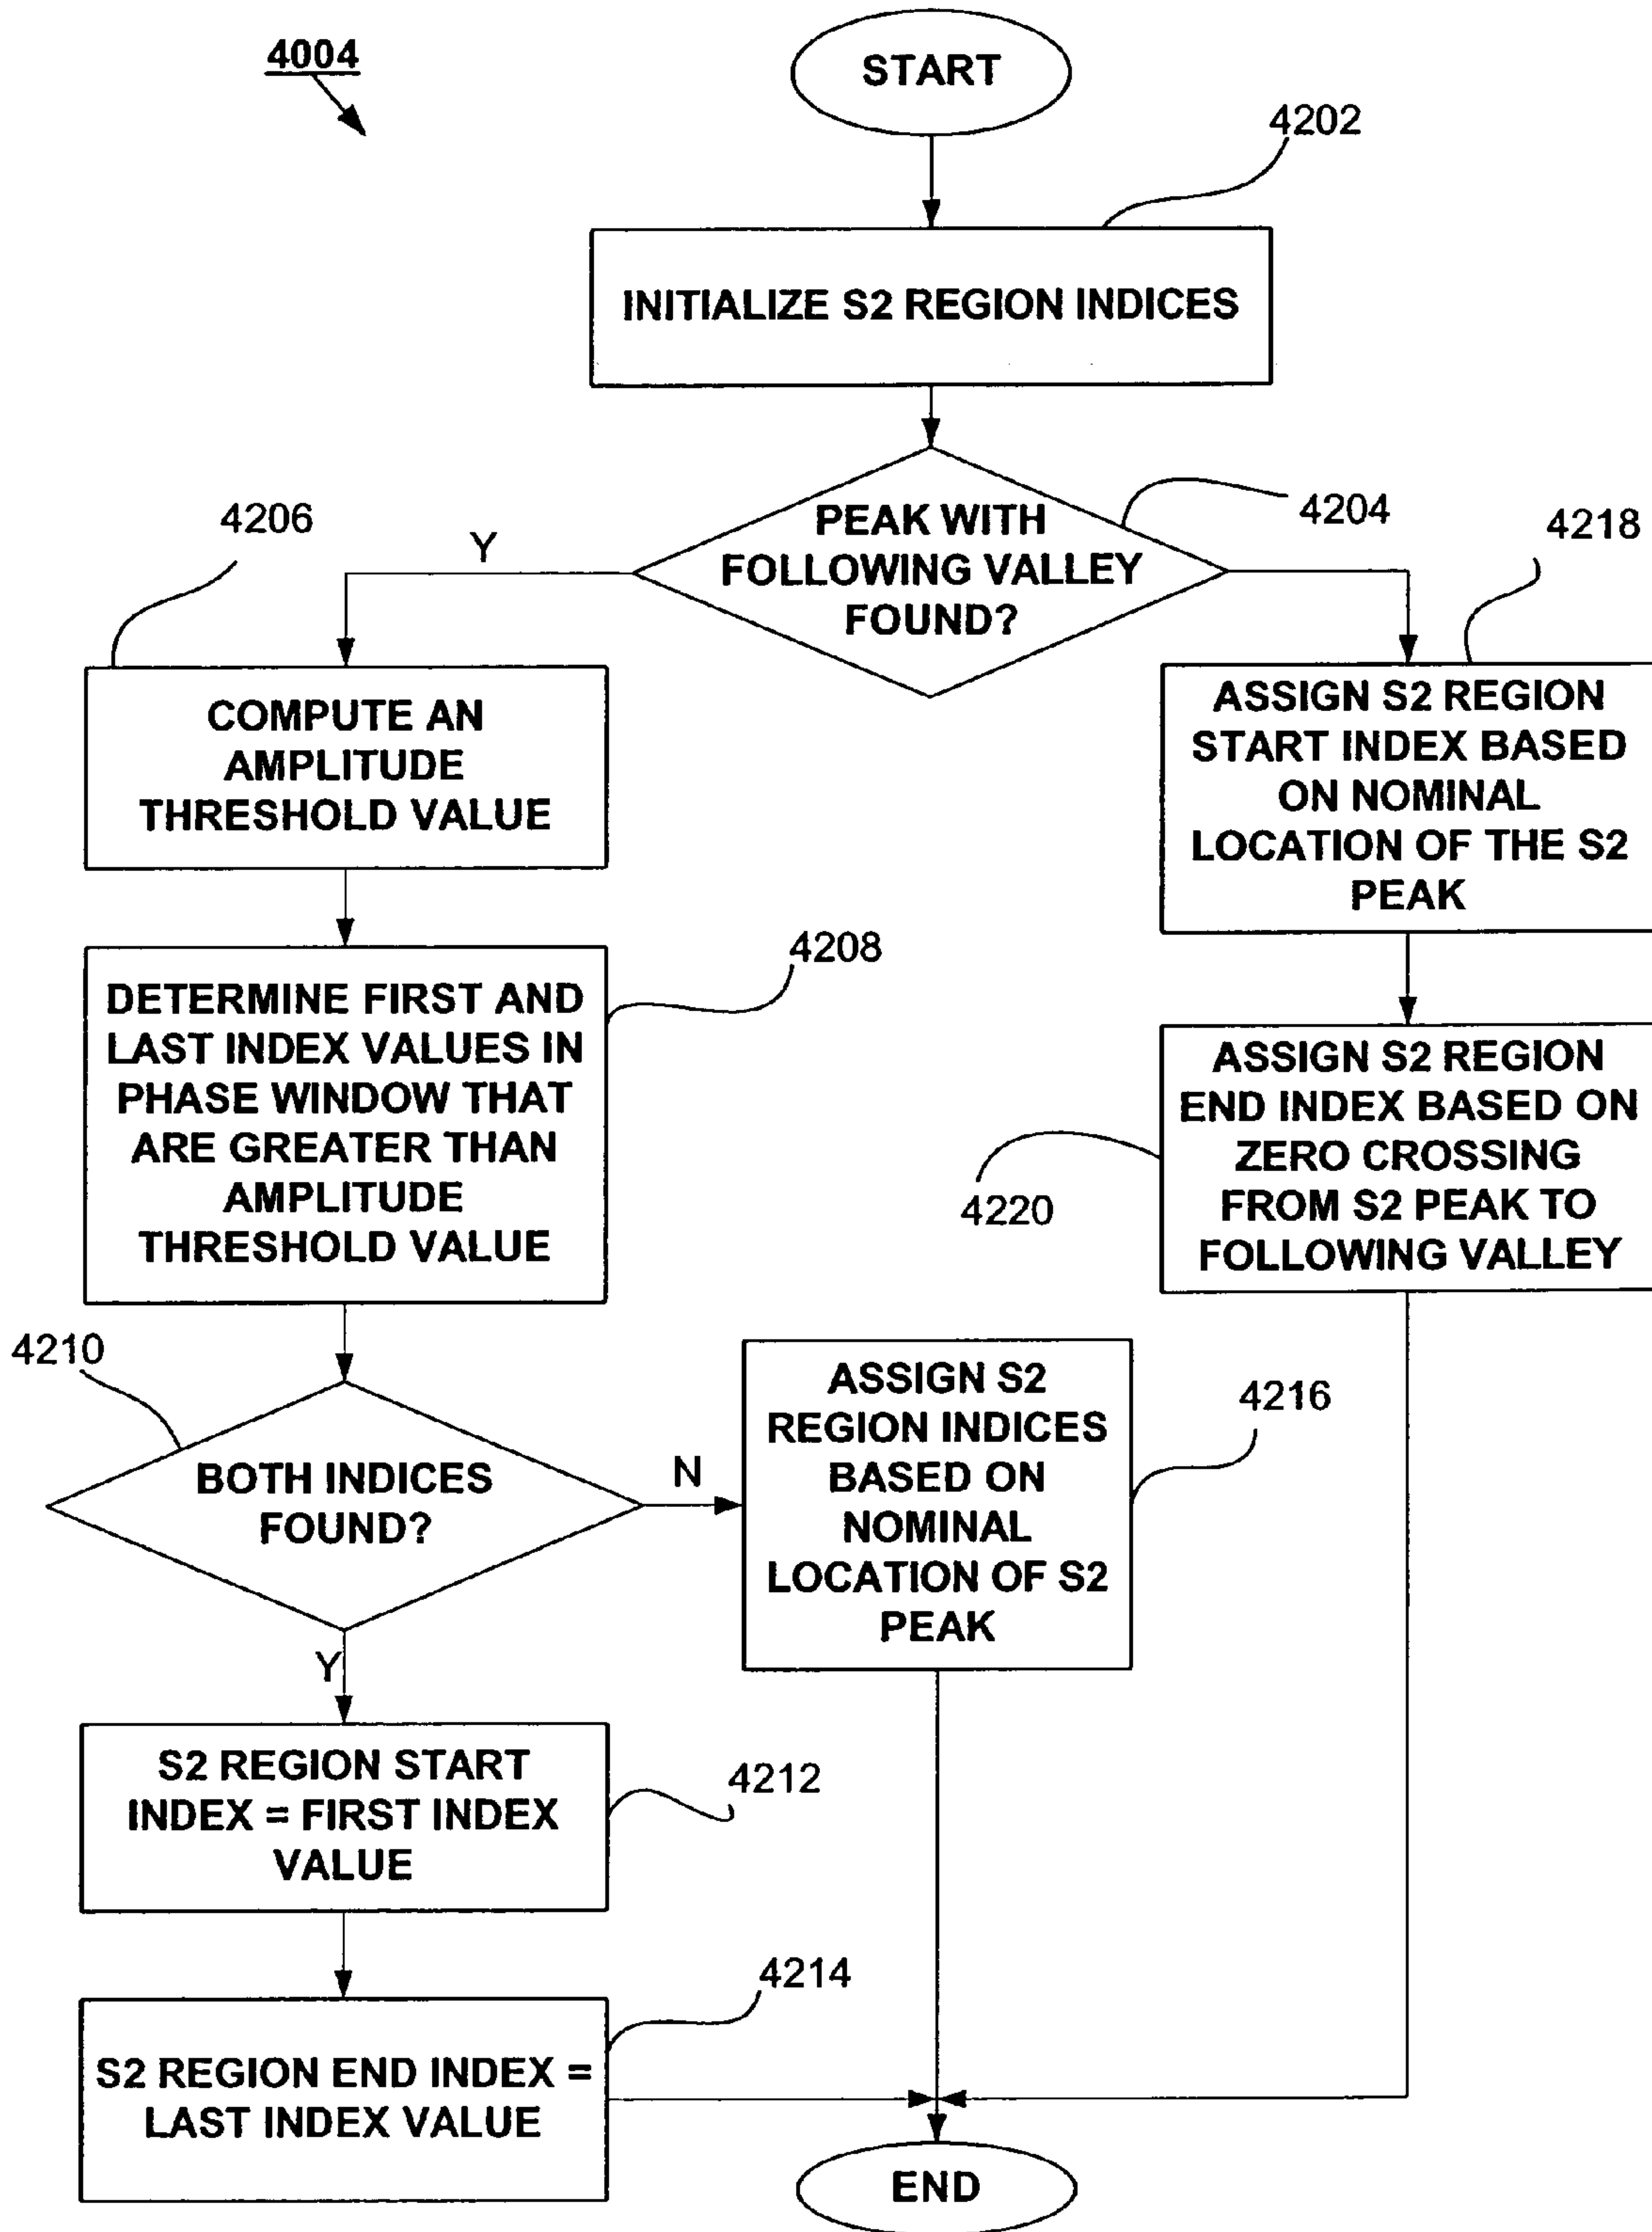 4004
START
4202
INITIALIZE S2 REGION INDICES
4204
PEAK WITH
FOLLOWING VALLEY
FOUND?
Y
4206
COMPUTE AN
AMPLITUDE
THRESHOLD VALUE
4218
ASSIGN S2 REGION
START INDEX BASED
ON NOMINAL
LOCATION OF THE S2
PEAK
4208
DETERMINE FIRST AND
LAST INDEX VALUES IN
PHASE WINDOW THAT
ARE GREATER THAN
AMPLITUDE
THRESHOLD VALUE
4220
ASSIGN S2 REGION
END INDEX BASED ON
ZERO CROSSING
FROM S2 PEAK TO
FOLLOWING VALLEY
4210
BOTH INDICES
FOUND?
N
4216
ASSIGN S2
REGION INDICES
BASED ON
NOMINAL
LOCATION OF S2
PEAK
Y
4212
S2 REGION START
INDEX = FIRST INDEX
VALUE
4214
S2 REGION END INDEX =
LAST INDEX VALUE
END